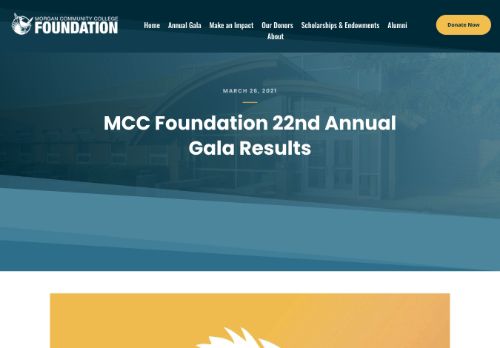 MORGAN COMMUNITY COLLEGE
FOUNDATION
Home Annual Gala Make an Impact Our Donors Scholarships & Endowments Alumni
About
Donate Now
MARCH 26, 2021
MCC Foundation 22nd Annual
Gala Results